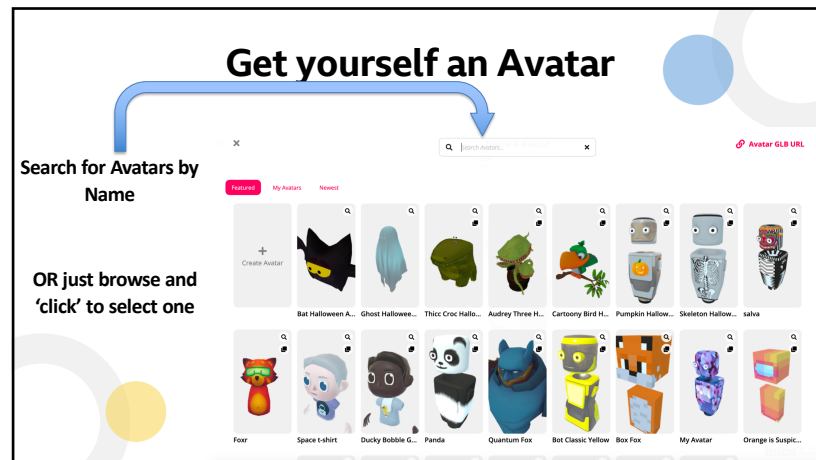 Get yourself an Avatar
Search Avatars...
Avatar GLB URL
Search for Avatars by
Name
Featured
My Avatars
Newest
Create Avatar
Bat Halloween A...
Ghost Hallowee...
Thicc Croc Hallo...
Audrey Three H...
Cartoony Bird H...
Pumpkin Hallow...
Skeleton Hallow...
salva
OR just browse and
‘click’ to select one
Foxr
Space t-shirt
Ducky Bobble G...
Panda
Quantum Fox
Bot Classic Yellow
Box Fox
My Avatar
Orange is Suspic...